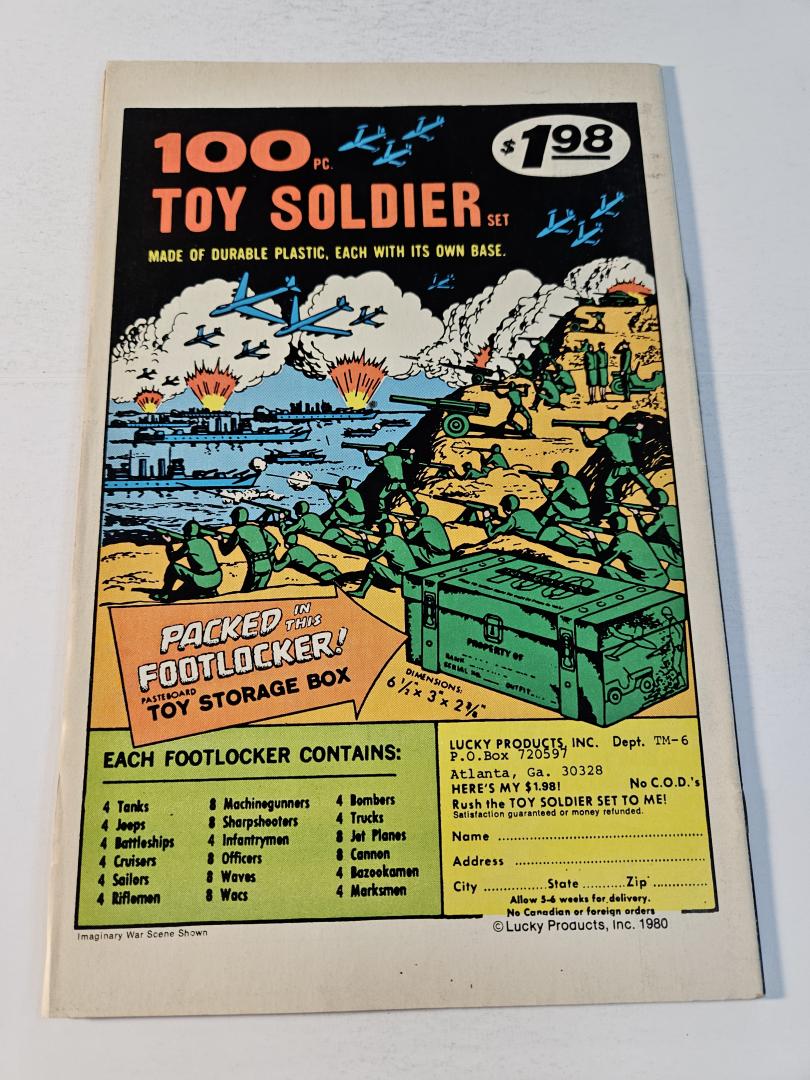 100 PC.
$1.98
TOY SOLDIER SET
MADE OF DURABLE PLASTIC, EACH WITH ITS OWN BASE.
PACKED IN THIS
FOOTLOCKER!
PASTEBOARD
TOY STORAGE BOX
PROPERTY OF
NAME
SERIAL NO.
OUTFIT
DIMENSIONS:
6 1/2" x 3" x 2 3/8"
EACH FOOTLOCKER CONTAINS:
4 Tanks
4 Jeeps
4 Battleships
4 Cruisers
4 Sailors
4 Riflemen
8 Machinegunners
8 Sharpshooters
4 Infantrymen
8 Officers
8 Waves
8 Wacs
4 Bombers
4 Trucks
8 Jet Planes
8 Cannon
4 Bazookamen
4 Marksmen
LUCKY PRODUCTS, INC. Dept. TM-6
P.O.Box 720597
Atlanta, Ga. 30328
HERE'S MY $1.98! No C.O.D.'s
Rush the TOY SOLDIER SET TO ME!
Satisfaction guaranteed or money refunded.
Name
Address
City State Zip
Allow 5-6 weeks for delivery.
No Canadian or foreign orders
Imaginary War Scene Shown
© Lucky Products, Inc. 1980